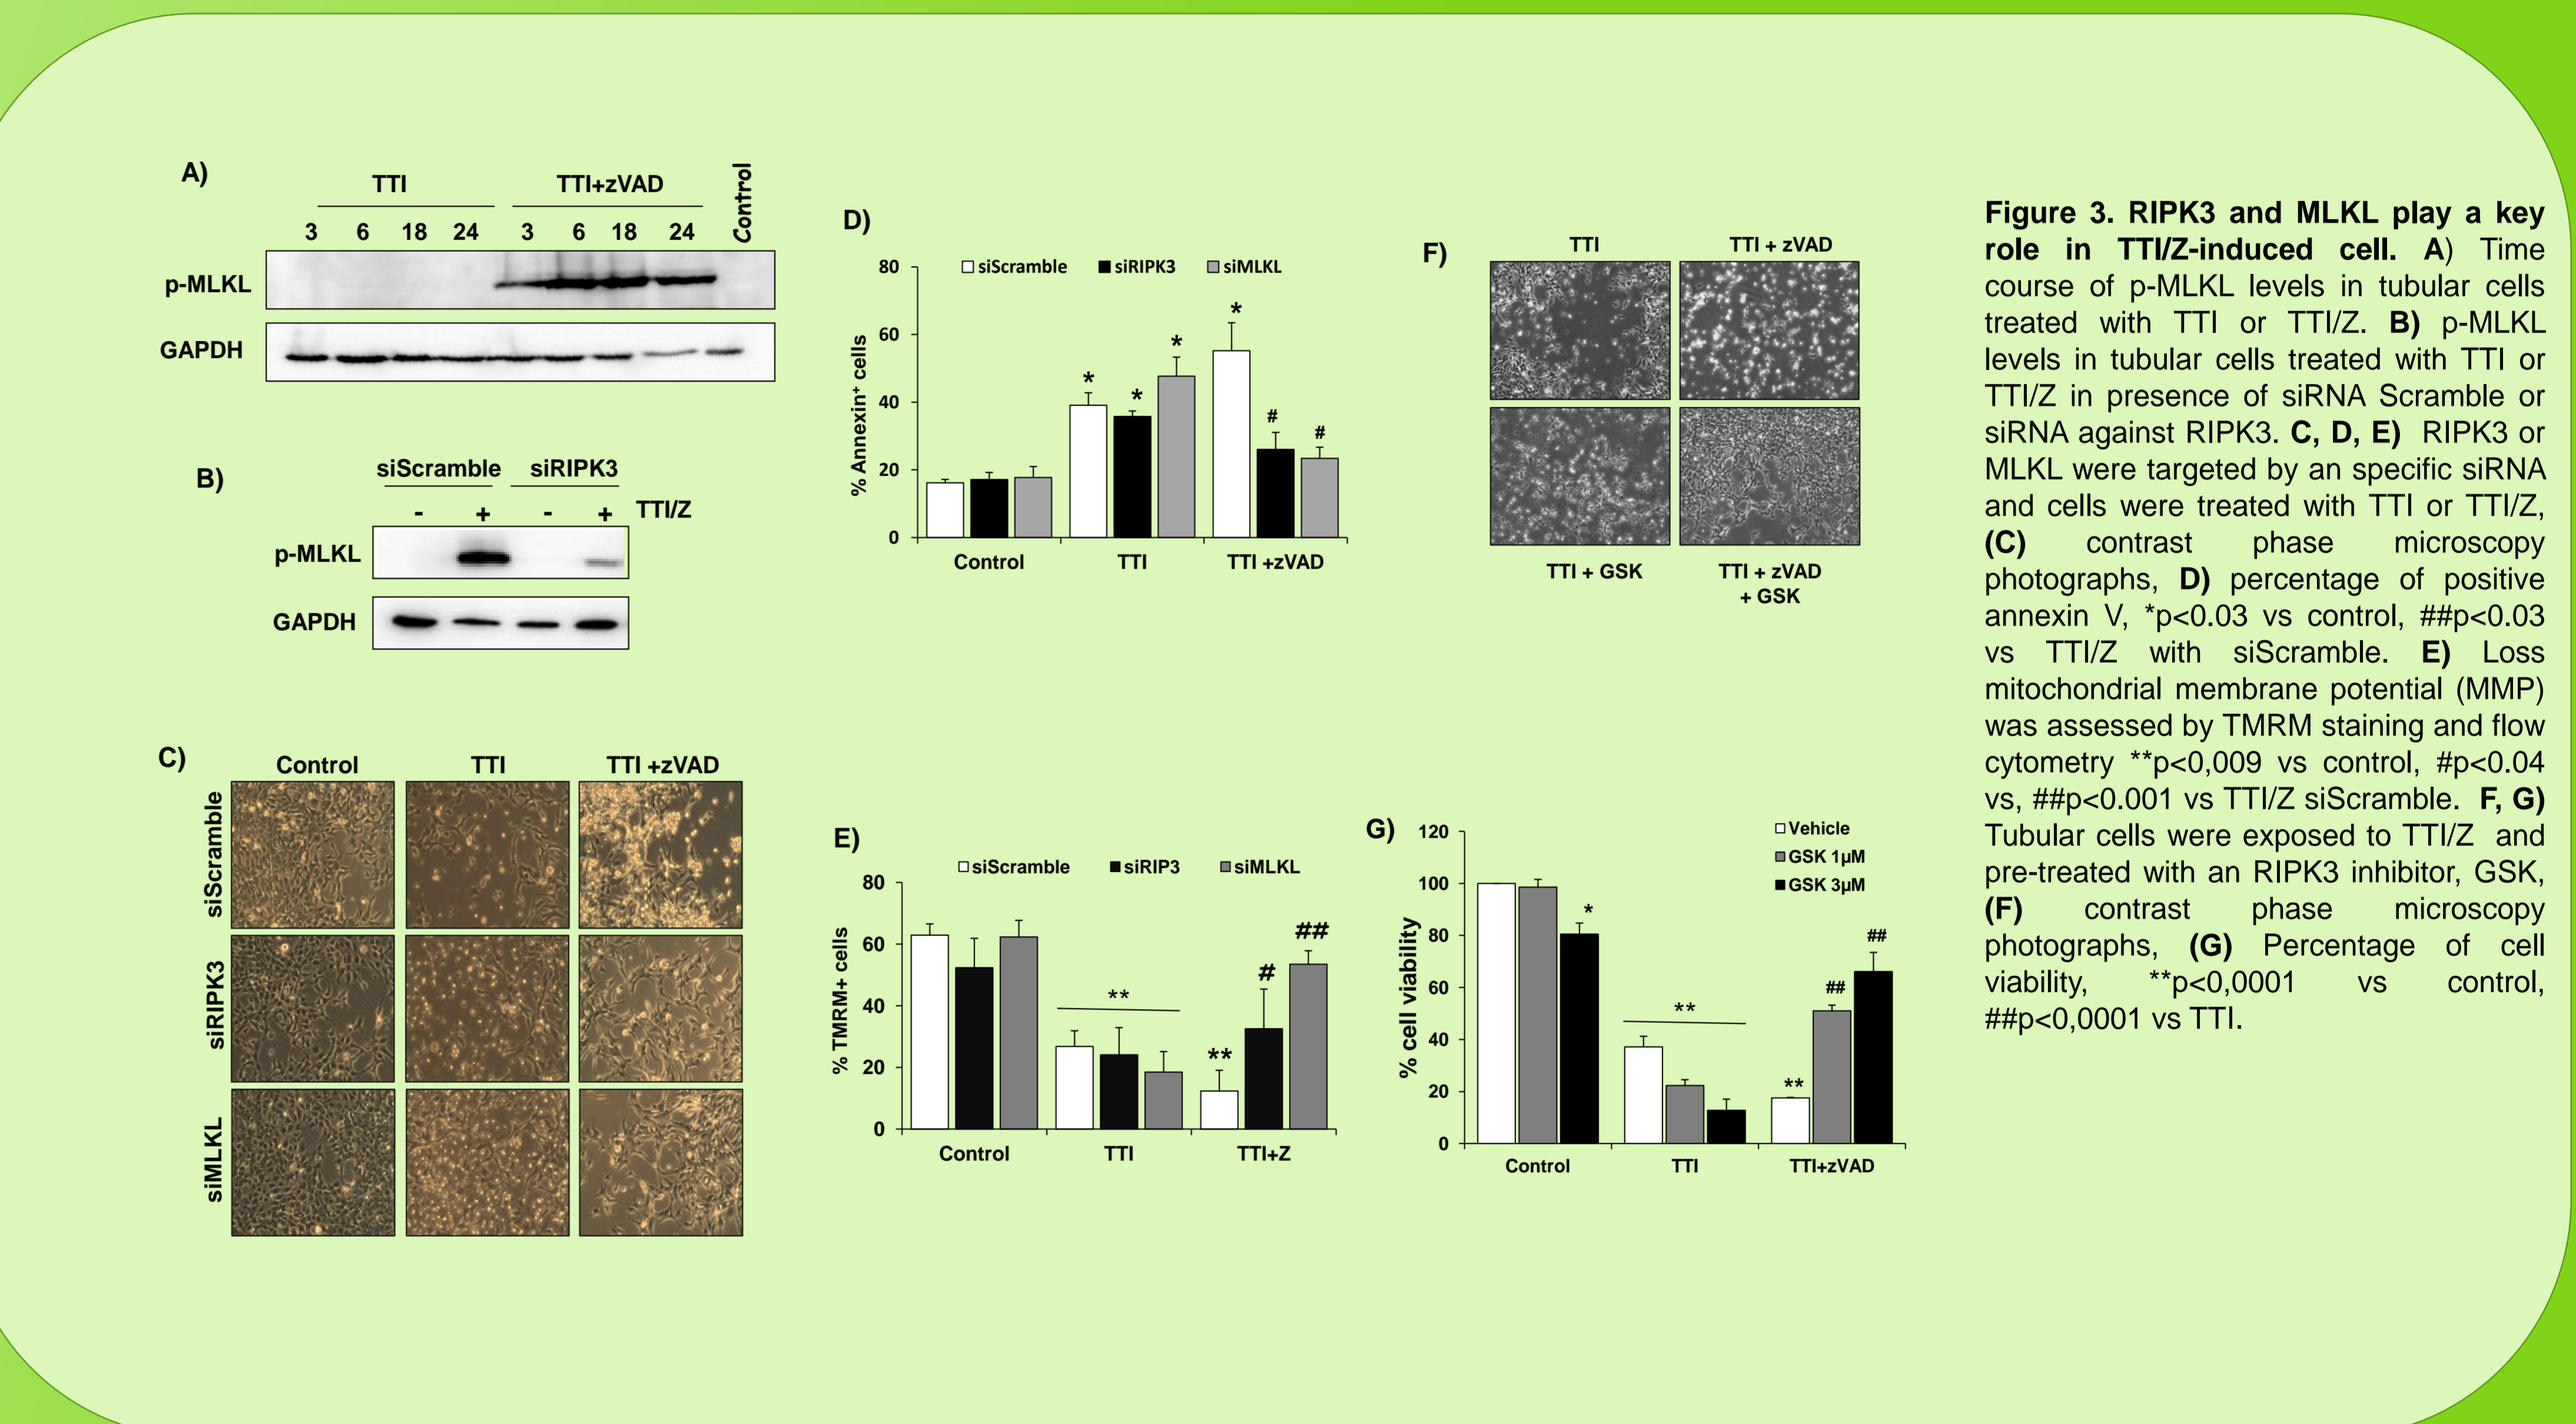 A)
TTI TTI+zVAD Control
3 6 18 24 3 6 18 24
p-MLKL
GAPDH
B)
siScramble siRIPK3
- + - + TTI/Z
p-MLKL
GAPDH
C)
Control TTI TTI +zVAD
siScramble
siRIPK3
siMLKL
D)
siScramble siRIPK3 siMLKL
% Annexin⁺ cells
80
60
40
20
0
* * * * # #
Control TTI TTI +zVAD
E)
siScramble siRIP3 siMLKL
% TMRM+ cells
80
60
40
20
0
** ** # ##
Control TTI TTI+Z
F)
TTI TTI + zVAD
TTI + GSK TTI + zVAD
+ GSK
G)
Vehicle
GSK 1µM
GSK 3µM
% cell viability
120
100
80
60
40
20
0
* ** ** ## ##
Control TTI TTI+zVAD
Figure 3. RIPK3 and MLKL play a key
role in TTI/Z-induced cell. A) Time
course of p-MLKL levels in tubular cells
treated with TTI or TTI/Z. B) p-MLKL
levels in tubular cells treated with TTI or
TTI/Z in presence of siRNA Scramble or
siRNA against RIPK3. C, D, E) RIPK3 or
MLKL were targeted by an specific siRNA
and cells were treated with TTI or TTI/Z,
(C) contrast phase microscopy
photographs, D) percentage of positive
annexin V, *p<0.03 vs control, ##p<0.03
vs TTI/Z with siScramble. E) Loss
mitochondrial membrane potential (MMP)
was assessed by TMRM staining and flow
cytometry **p<0,009 vs control, #p<0.04
vs, ##p<0.001 vs TTI/Z siScramble. F, G)
Tubular cells were exposed to TTI/Z and
pre-treated with an RIPK3 inhibitor, GSK,
(F) contrast phase microscopy
photographs, (G) Percentage of cell
viability, **p<0,0001 vs control,
##p<0,0001 vs TTI.